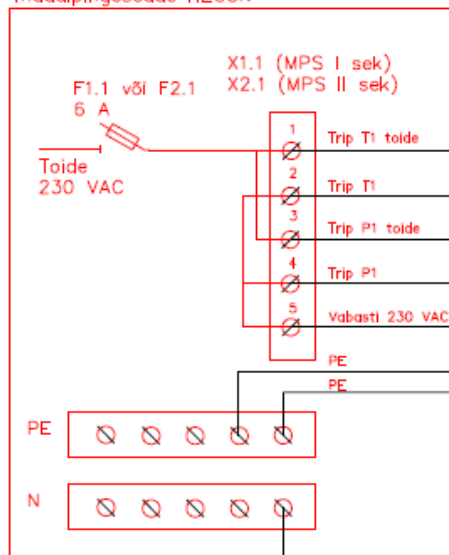 F1.1 või F2.1
6 A
Toide
230 VAC
X1.1 (MPS I sek)
X2.1 (MPS II sek)
1
Trip T1 toide
2
Trip T1
3
Trip P1 toide
4
Trip P1
5
Vabasti 230 VAC
PE
PE
PE
N